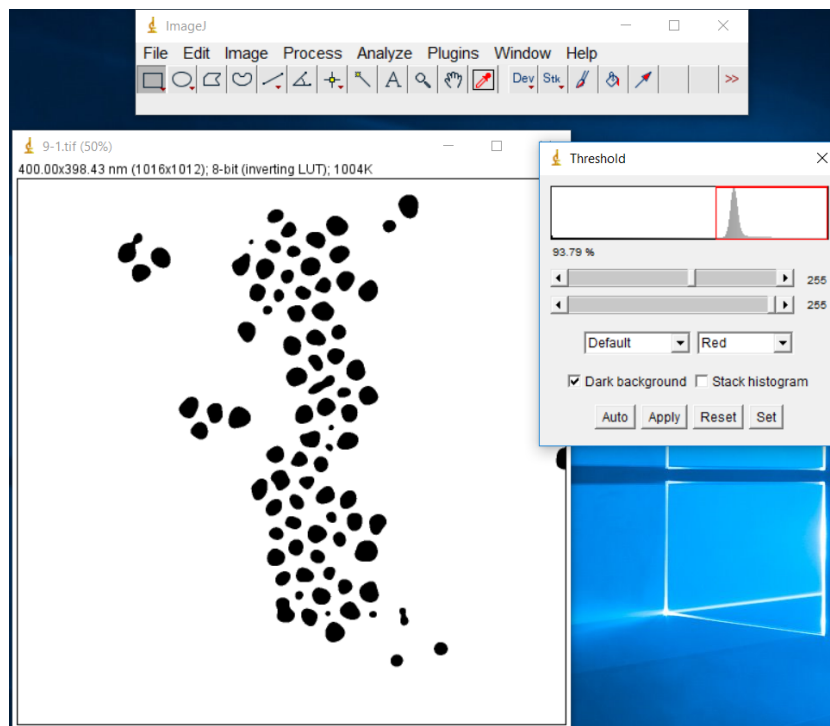 ImageJ
File Edit Image Process Analyze Plugins Window Help
A Dev Stk >>
9-1.tif (50%)
400.00x398.43 nm (1016x1012); 8-bit (inverting LUT); 1004K
Threshold
93.79 %
255
255
Default Red
Dark background Stack histogram
Auto Apply Reset Set